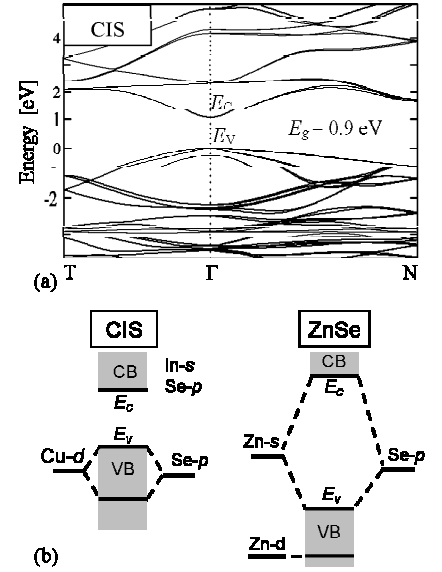 CIS
4
2
1
0
-2
Energy [eV]
E_C
E_V
E_g – 0.9 eV
T Γ N
(a)
CIS ZnSe
CB In-s CB
Se-p
E_c E_c
E_v
Cu-d VB Se-p Zn-s Se-p
E_v
VB
Zn-d
(b)